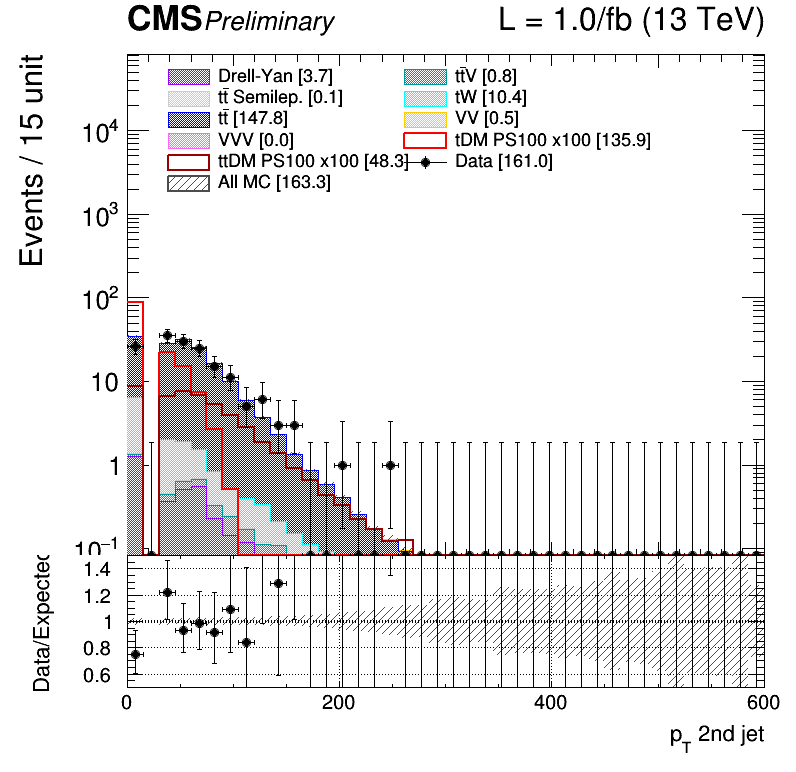 CMS Preliminary L = 1.0/fb (13 TeV)
Drell-Yan [3.7] tt̄V [0.8]
tt̄ Semilep. [0.1] tW [10.4]
tt̄ [147.8] VV [0.5]
VVV [0.0] tDM PS100 x100 [135.9]
ttDM PS100 x100 [48.3] Data [161.0]
All MC [163.3]
Events / 15 unit
10⁴
10³
10²
10
1
10⁻¹
Data/Expected
1.4
1.2
1
0.8
0.6
0 200 400 600
p_T 2nd jet